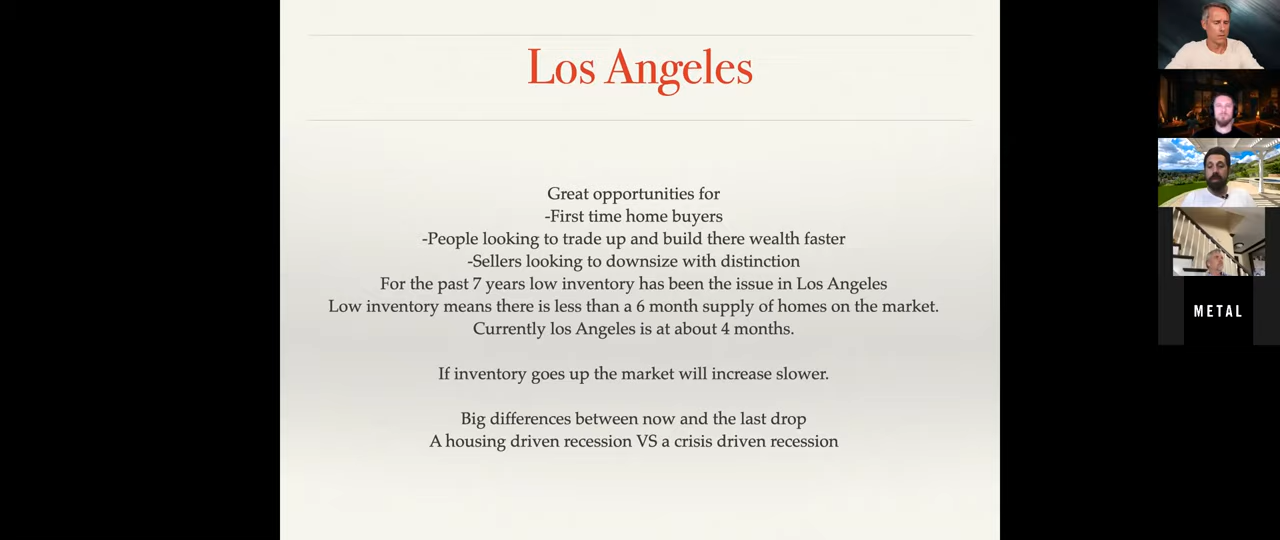 Los Angeles
Great opportunities for
-First time home buyers
-People looking to trade up and build there wealth faster
-Sellers looking to downsize with distinction
For the past 7 years low inventory has been the issue in Los Angeles
Low inventory means there is less than a 6 month supply of homes on the market.
Currently los Angeles is at about 4 months.
If inventory goes up the market will increase slower.
Big differences between now and the last drop
A housing driven recession VS a crisis driven recession
METAL